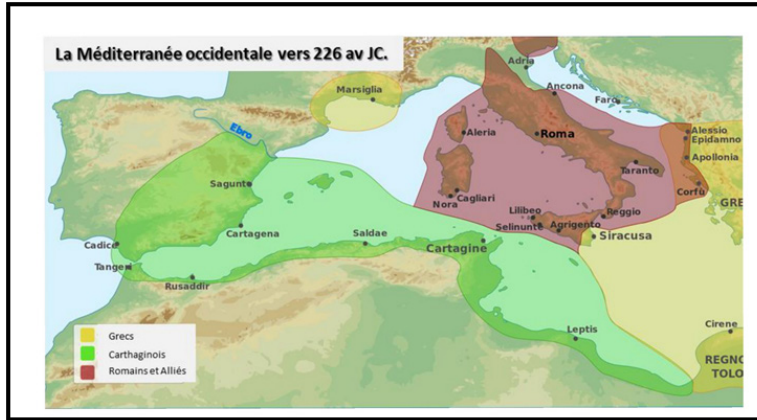 La Méditerranée occidentale vers 226 av JC.
Adria
Marsiglia
Ancona
Faro
Ebro
Aleria
Roma
Alessio
Epidamno
Apollonia
Taranto
Sagunto
Cagliari
Nora
Corfù
GRE
Lilibeo
Reggio
Cartagena
Selinunte
Agrigento
Siracusa
Cadice
Saldae
Cartagine
Tangeri
Rusaddir
Leptis
Cirene
Grecs
Carthaginois
Romains et Alliés
REGNO
TOLO